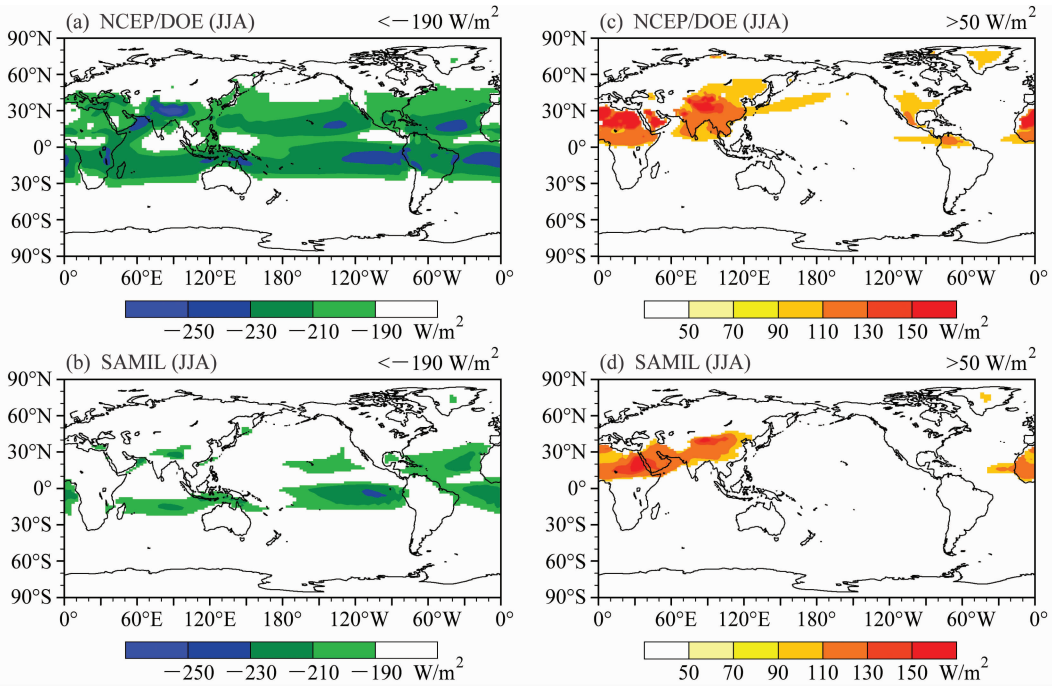 (a) NCEP/DOE (JJA) <−190 W/m²
90°N
60°N
30°N
0°
30°S
60°S
90°S
0° 60°E 120°E 180° 120°W 60°W 0°
−250 −230 −210 −190 W/m²
(c) NCEP/DOE (JJA) >50 W/m²
90°N
60°N
30°N
0°
30°S
60°S
90°S
0° 60°E 120°E 180° 120°W 60°W 0°
50 70 90 110 130 150 W/m²
(b) SAMIL (JJA) <−190 W/m²
90°N
60°N
30°N
0°
30°S
60°S
90°S
0° 60°E 120°E 180° 120°W 60°W 0°
−250 −230 −210 −190 W/m²
(d) SAMIL (JJA) >50 W/m²
90°N
60°N
30°N
0°
30°S
60°S
90°S
0° 60°E 120°E 180° 120°W 60°W 0°
50 70 90 110 130 150 W/m²